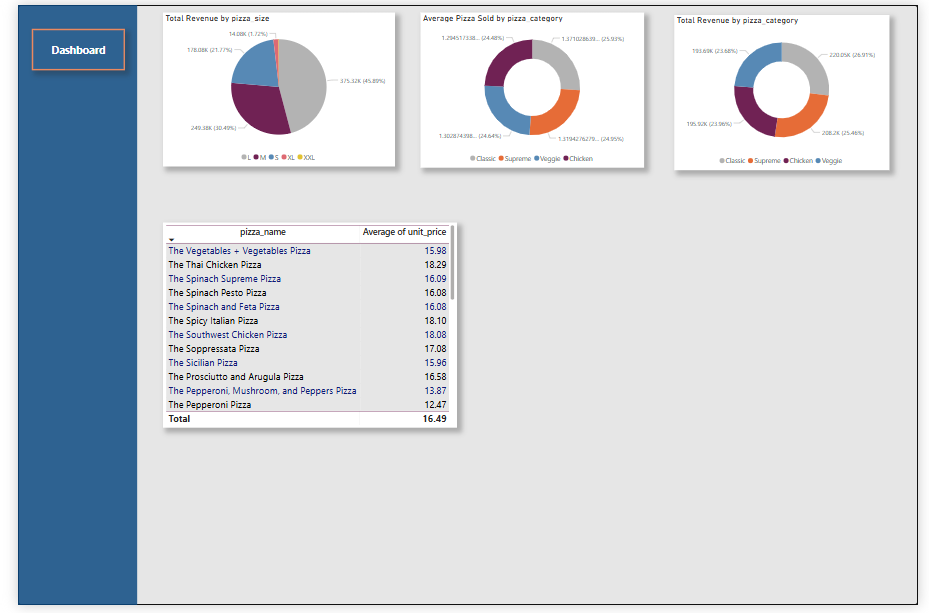 Dashboard
Total Revenue by pizza_size
14.08K (1.72%)
178.08K (21.77%)
375.32K (45.89%)
249.38K (30.49%)
L M S XL XXL
Average Pizza Sold by pizza_category
1.294517338... (24.48%)
1.371028639... (25.93%)
1.302874398... (24.64%)
1.3194276279... (24.95%)
Classic Supreme Veggie Chicken
Total Revenue by pizza_category
193.69K (23.68%)
220.05K (26.91%)
195.92K (23.96%)
208.2K (25.46%)
Classic Supreme Chicken Veggie
pizza_name Average of unit_price
The Vegetables + Vegetables Pizza 15.98
The Thai Chicken Pizza 18.29
The Spinach Supreme Pizza 16.09
The Spinach Pesto Pizza 16.08
The Spinach and Feta Pizza 16.08
The Spicy Italian Pizza 18.10
The Southwest Chicken Pizza 18.08
The Soppressata Pizza 17.08
The Sicilian Pizza 15.96
The Prosciutto and Arugula Pizza 16.58
The Pepperoni, Mushroom, and Peppers Pizza 13.87
The Pepperoni Pizza 12.47
Total 16.49